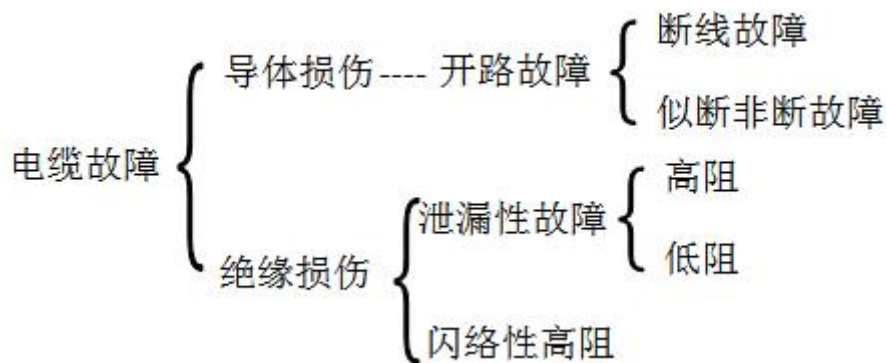 断线故障
导体损伤---- 开路故障
似断非断故障
电缆故障
高阻
泄漏性故障
低阻
绝缘损伤
闪络性高阻